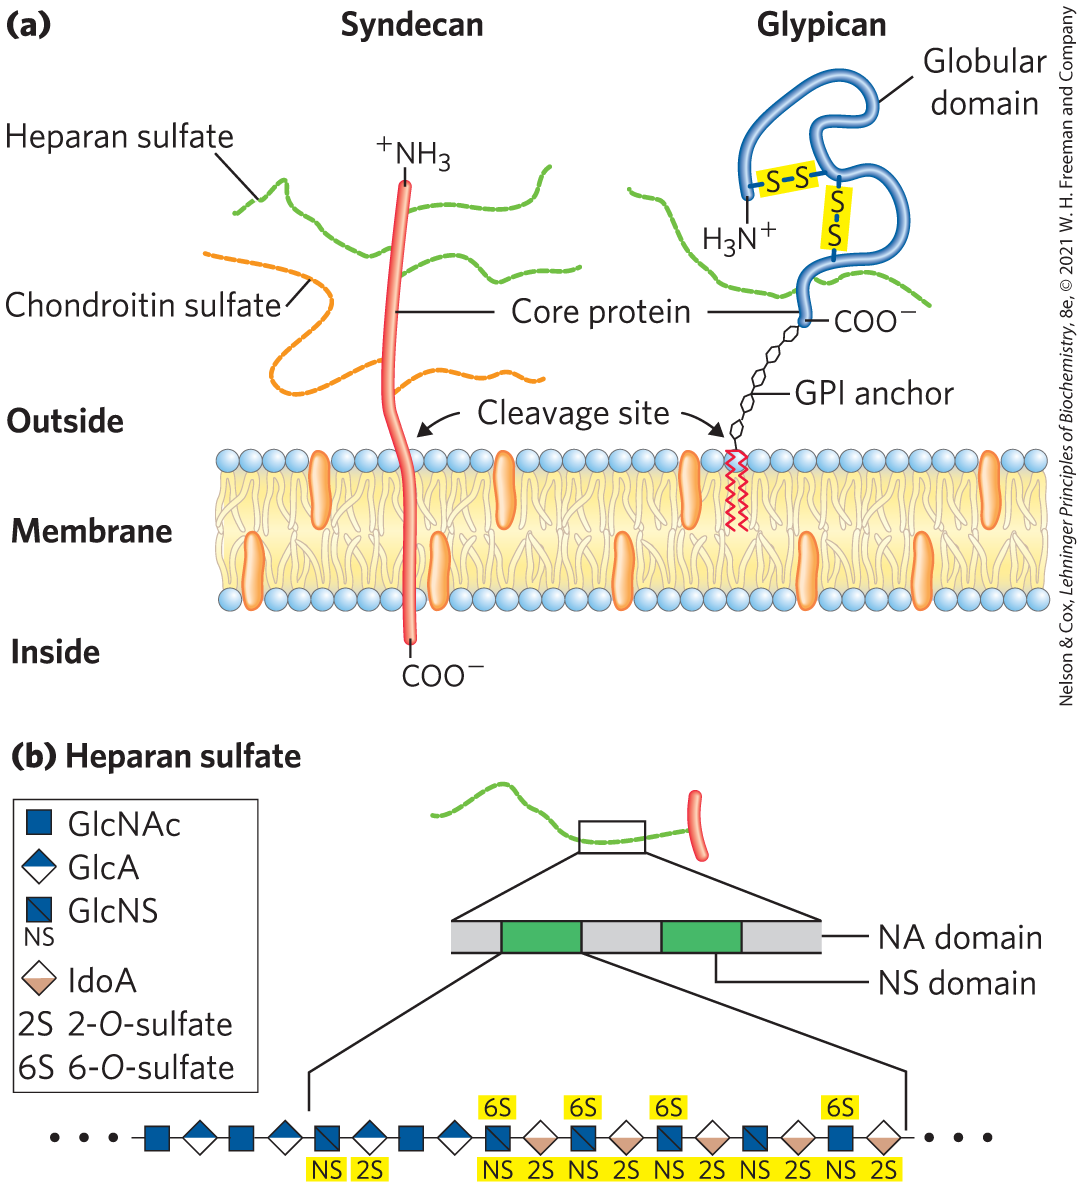 (a)
Syndecan
Glypican
Globular
domain
Heparan sulfate
+NH3
S S
S
S
H3N+
Chondroitin sulfate
Core protein
COO−
GPI anchor
Cleavage site
Outside
Membrane
Inside
COO−
Nelson & Cox, Lehninger Principles of Biochemistry, 8e, © 2021 W. H. Freeman and Company
(b) Heparan sulfate
GlcNAc
GlcA
GlcNS
NS
IdoA
2S 2-O-sulfate
6S 6-O-sulfate
NA domain
NS domain
6S 6S 6S 6S
NS 2S NS 2S NS 2S NS 2S NS 2S NS 2S